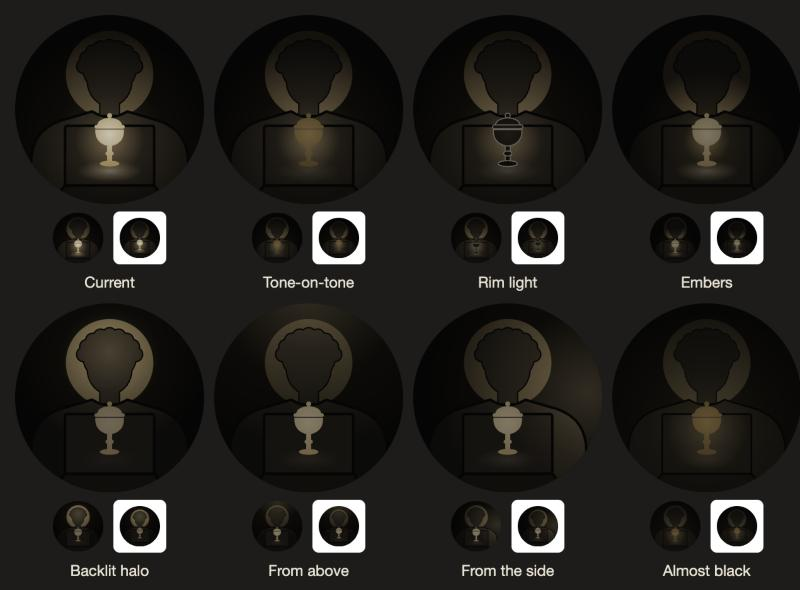 Current
Tone-on-tone
Rim light
Embers
Backlit halo
From above
From the side
Almost black